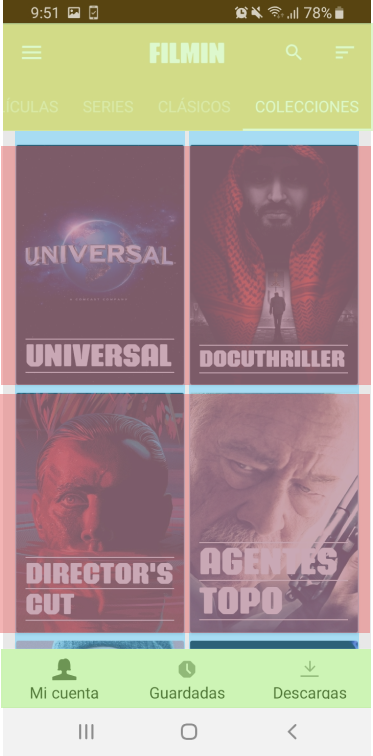 9:51 78%
FILMIN
LÍCULAS SERIES CLÁSICOS COLECCIONES
UNIVERSAL
A COMCAST COMPANY
UNIVERSAL
DOCUTHRILLER
DIRECTOR'S
CUT
AGENTES
TOPO
Mi cuenta Guardadas Descargas